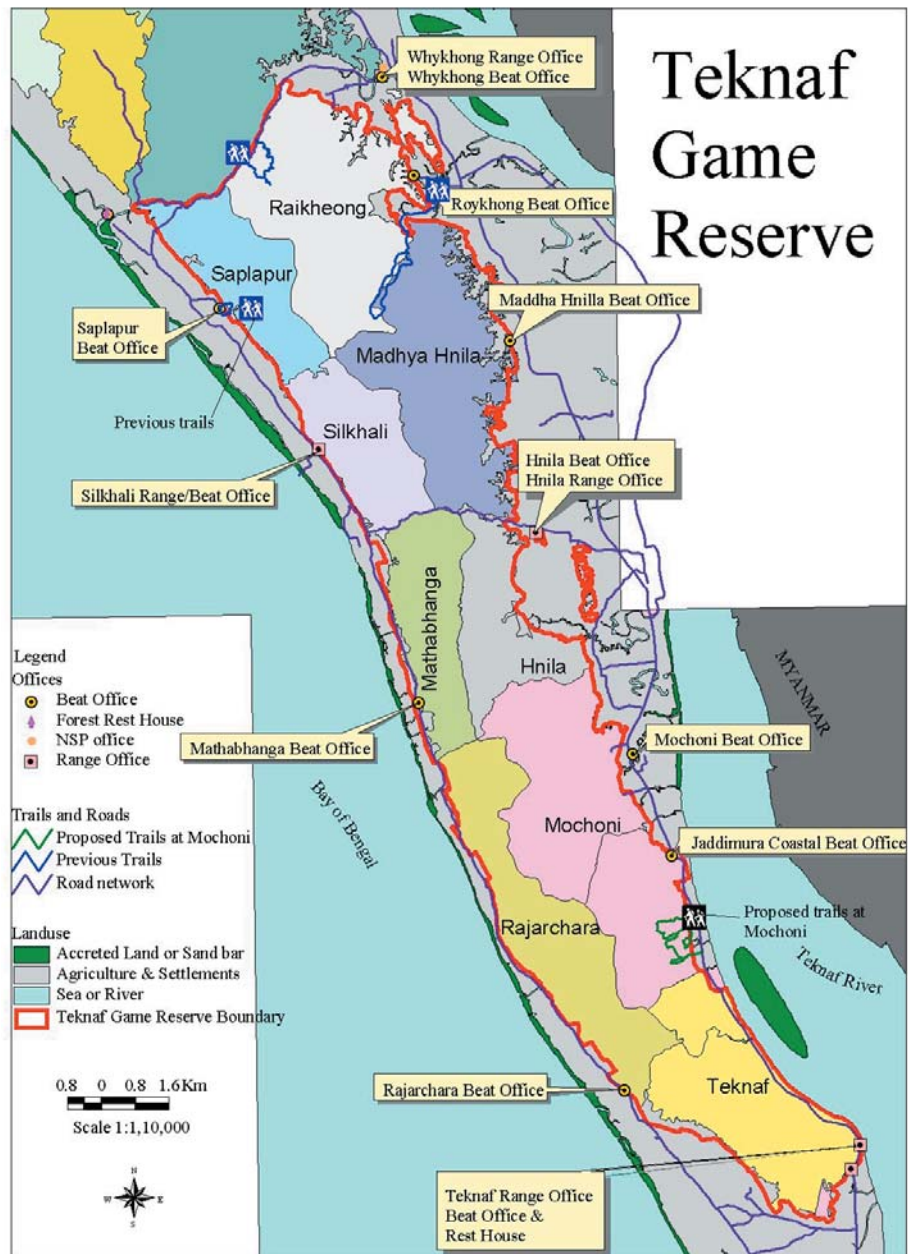 Teknaf
Game
Reserve
Whykhong Range Office
Whykhong Beat Office
Roykhong Beat Office
Raikheong
Saplapur
Maddha Hnilla Beat Office
Saplapur
Beat Office
Madhya Hnila
Previous trails
Silkhali
Hnila Beat Office
Hnila Range Office
Silkhali Range/Beat Office
Mathabhanga
Hnila
MYANMAR
Mathabhanga Beat Office
Mochoni Beat Office
Bay of Bengal
Mochoni
Jaddimura Coastal Beat Office
Proposed trails at
Mochoni
Rajarchara
Teknaf River
Rajarchara Beat Office
Teknaf
Teknaf Range Office
Beat Office &
Rest House
Legend
Offices
Beat Office
Forest Rest House
NSP office
Range Office
Trails and Roads
Proposed Trails at Mochoni
Previous Trails
Road network
Landuse
Accreted Land or Sand bar
Agriculture & Settlements
Sea or River
Teknaf Game Reserve Boundary
0.8 0 0.8 1.6 Km
Scale 1:1,10,000
N
W E
S